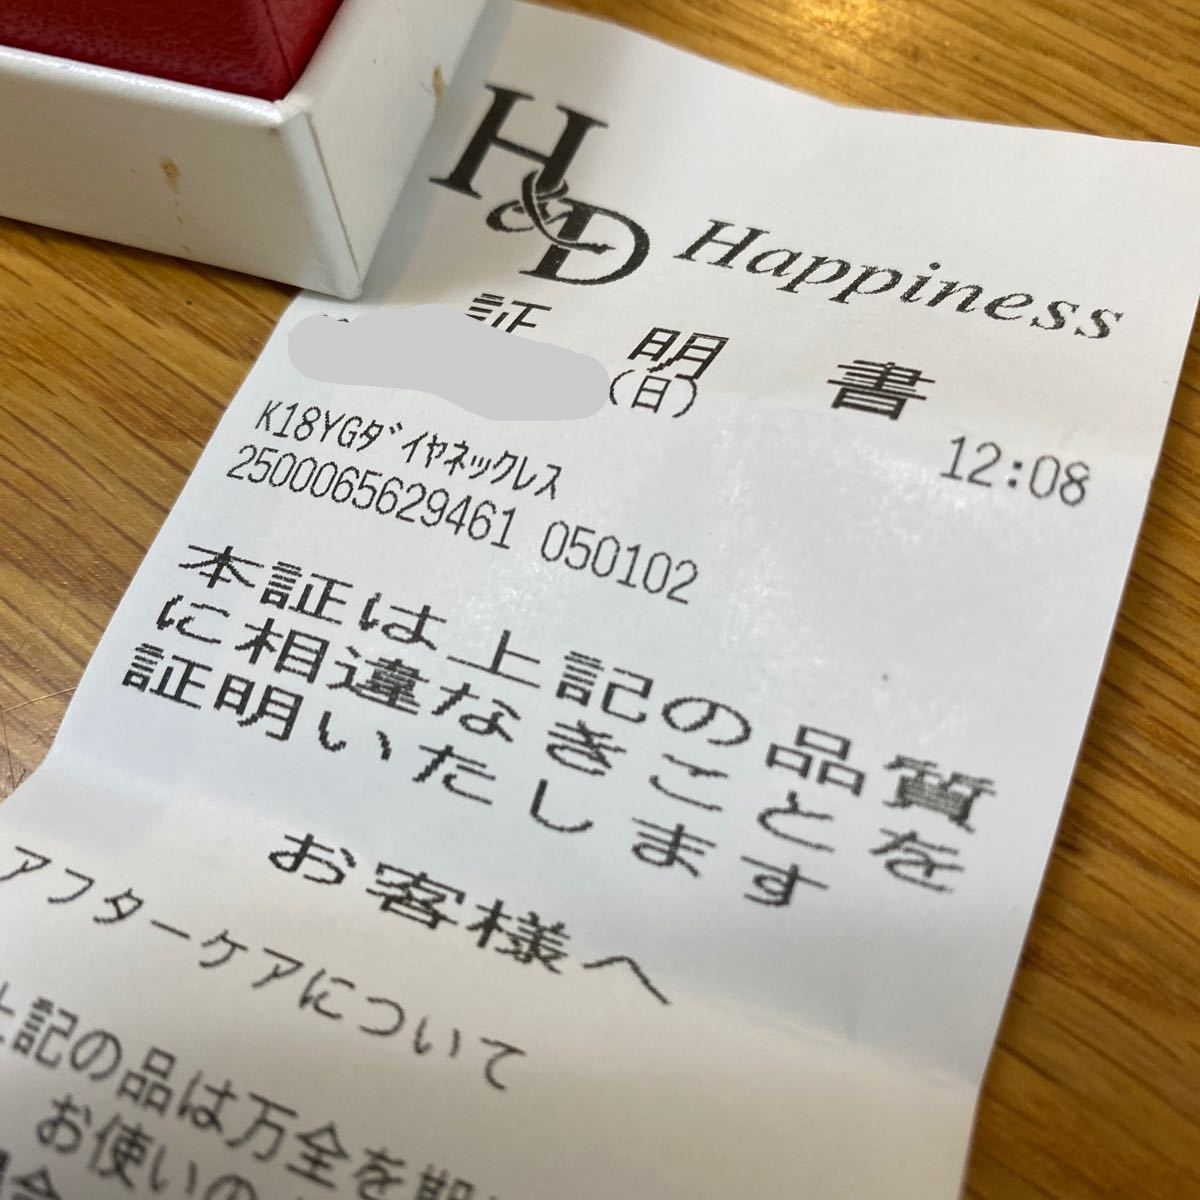 H&D Happiness
証 明 書
(日) 12:08
K18YGダイヤネックレス
2500065629461 050102
本証は上記の品質
に相違なきことを
証明いたします
お客様へ
アフターケアについて
上記の品は万全を期
お使いの